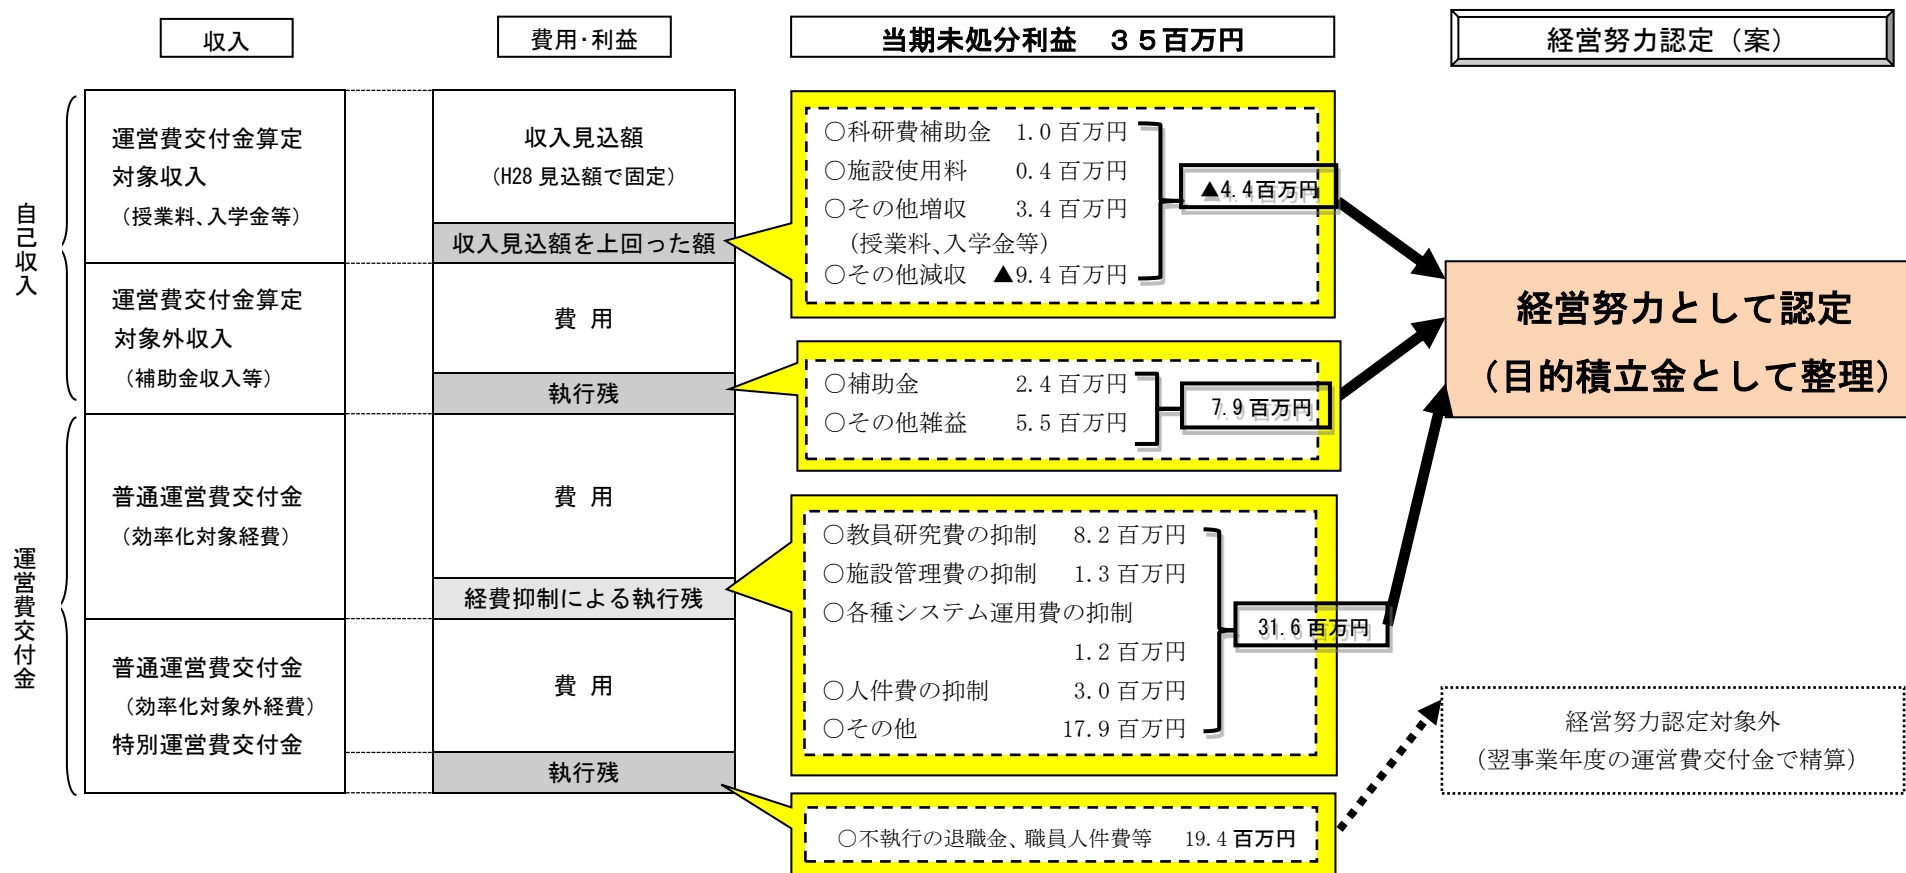 収入
費用･利益
当期未処分利益　３５百万円
経営努力認定（案）
自己収入
運営費交付金算定
対象収入
（授業料、入学金等）
収入見込額
（H28 見込額で固定）
収入見込額を上回った額
○科研費補助金　1.0 百万円
○施設使用料　0.4 百万円
○その他増収　3.4 百万円
（授業料、入学金等）
○その他減収　▲9.4 百万円
▲4.4百万円
運営費交付金算定
対象外収入
（補助金収入等）
費 用
執行残
○補助金　2.4 百万円
○その他雑益　5.5 百万円
7.9 百万円
経営努力として認定
（目的積立金として整理）
運営費交付金
普通運営費交付金
（効率化対象経費）
費 用
経費抑制による執行残
○教員研究費の抑制　8.2 百万円
○施設管理費の抑制　1.3 百万円
○各種システム運用費の抑制
1.2 百万円
○人件費の抑制　3.0 百万円
○その他　17.9 百万円
31.6 百万円
普通運営費交付金
（効率化対象外経費）
特別運営費交付金
費 用
執行残
○不執行の退職金、職員人件費等　19.4 百万円
経営努力認定対象外
（翌事業年度の運営費交付金で精算）